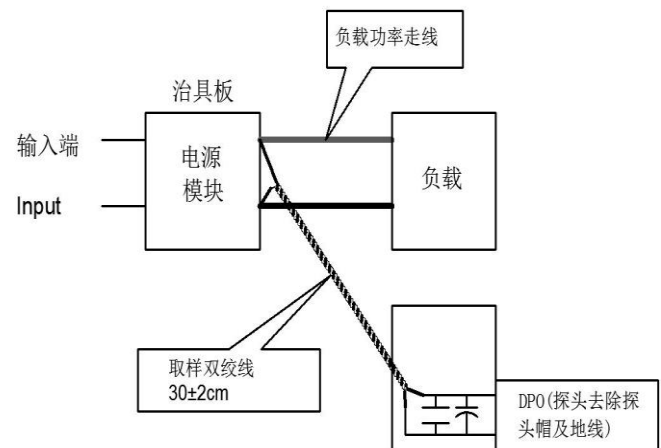 负载功率走线
治具板
输入端
电源
模块
负载
Input
取样双绞线
30±2cm
DPO(探头去除探
头帽及地线)